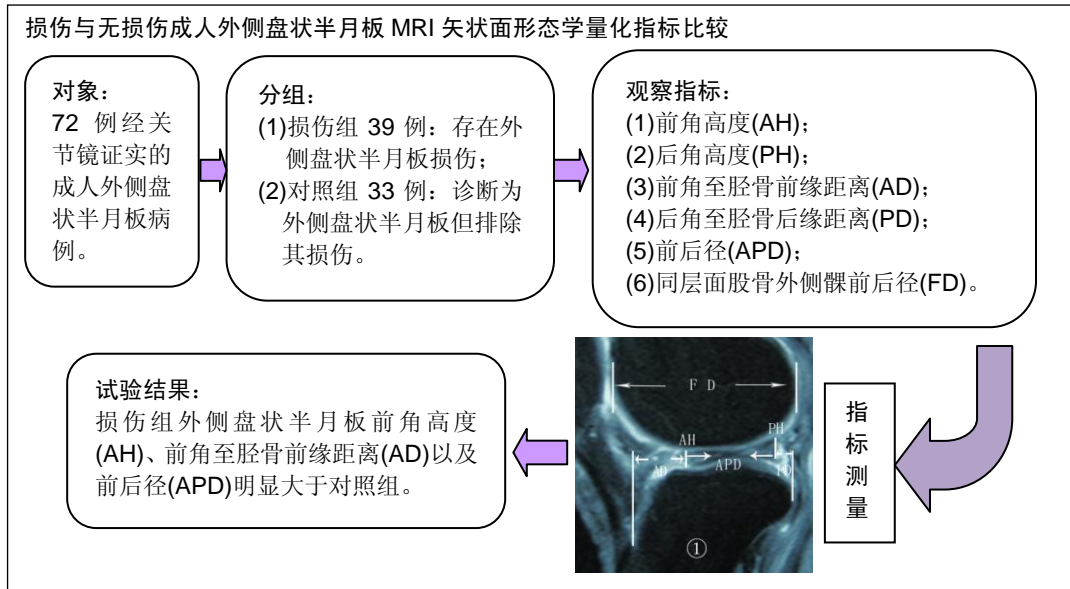 损伤与无损伤成人外侧盘状半月板 MRI 矢状面形态学量化指标比较
对象：
72 例经关
节镜证实的
成人外侧盘
状半月板病
例。
分组：
(1)损伤组 39 例：存在外
侧盘状半月板损伤；
(2)对照组 33 例：诊断为
外侧盘状半月板但排除
其损伤。
观察指标：
(1)前角高度(AH)；
(2)后角高度(PH)；
(3)前角至胫骨前缘距离(AD)；
(4)后角至胫骨后缘距离(PD)；
(5)前后径(APD)；
(6)同层面股骨外侧髁前后径(FD)。
指
标
测
量
F D
PH
AH
AD
APD
PD
①
试验结果：
损伤组外侧盘状半月板前角高度
(AH)、前角至胫骨前缘距离(AD)以及
前后径(APD)明显大于对照组。